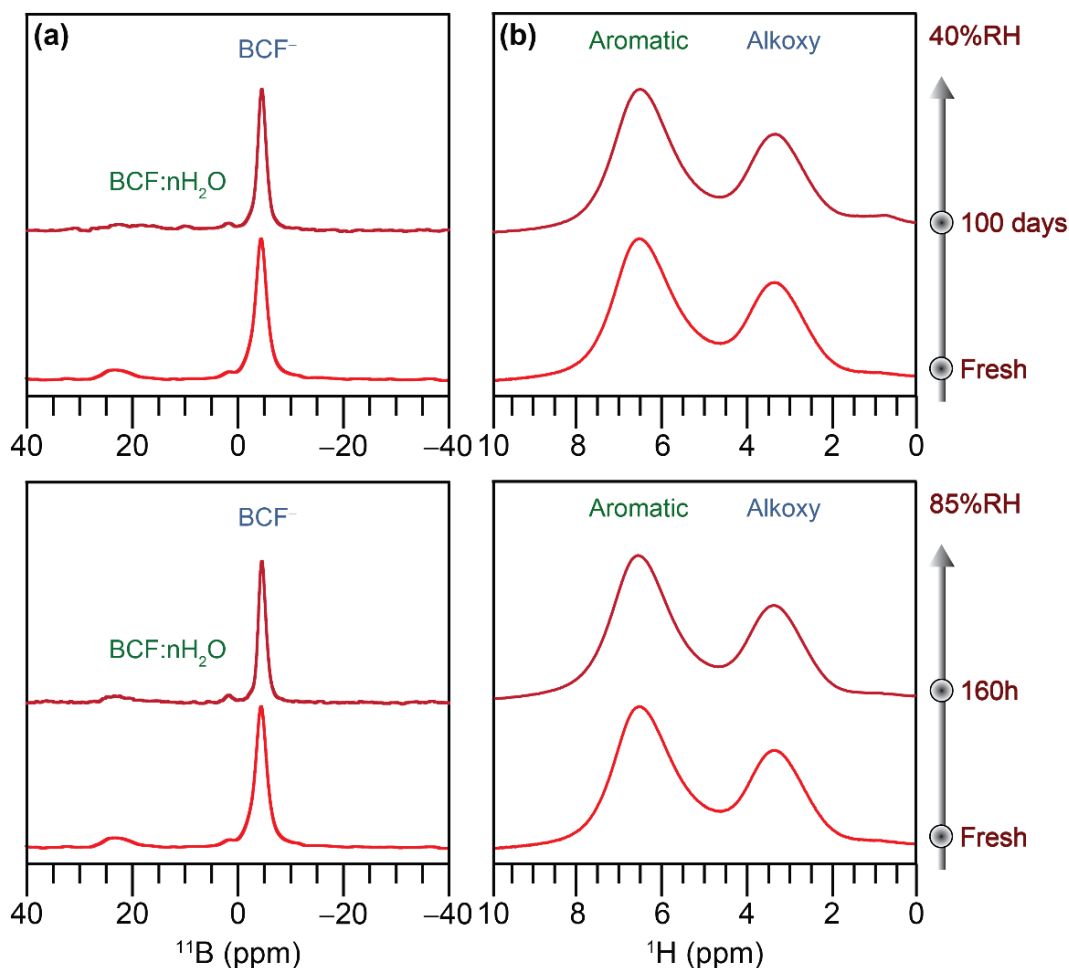 (a) BCF⁻
BCF:nH₂O
40 20 0 −20 −40
(b) Aromatic Alkoxy
10 8 6 4 2 0
40%RH
100 days
Fresh
BCF⁻
BCF:nH₂O
40 20 0 −20 −40
¹¹B (ppm)
Aromatic Alkoxy
10 8 6 4 2 0
¹H (ppm)
85%RH
160h
Fresh